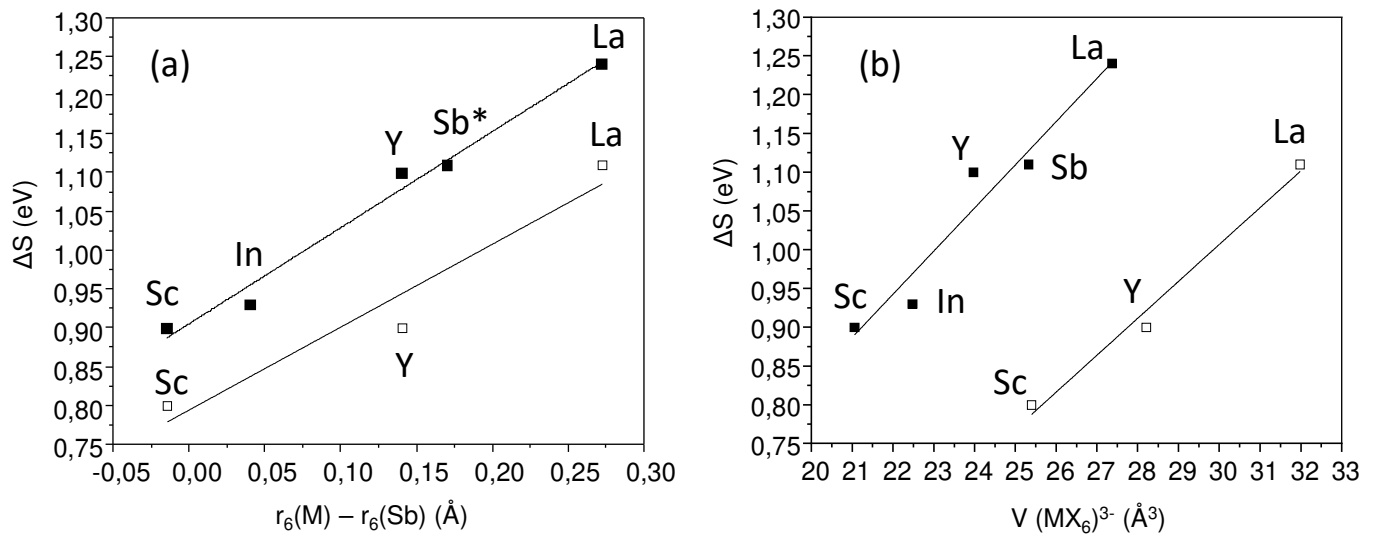 (a)
1,30
1,25
1,20
1,15
1,10
1,05
1,00
0,95
0,90
0,85
0,80
0,75
ΔS (eV)
La
Sb*
Y
La
In
Sc
Y
Sc
-0,05 0,00 0,05 0,10 0,15 0,20 0,25 0,30
r₆(M) – r₆(Sb) (Å)
(b)
1,30
1,25
1,20
1,15
1,10
1,05
1,00
0,95
0,90
0,85
0,80
0,75
ΔS (eV)
La
Y
Sb
La
Sc
In
Y
Sc
20 21 22 23 24 25 26 27 28 29 30 31 32 33
V (MX₆)³⁻ (Å³)